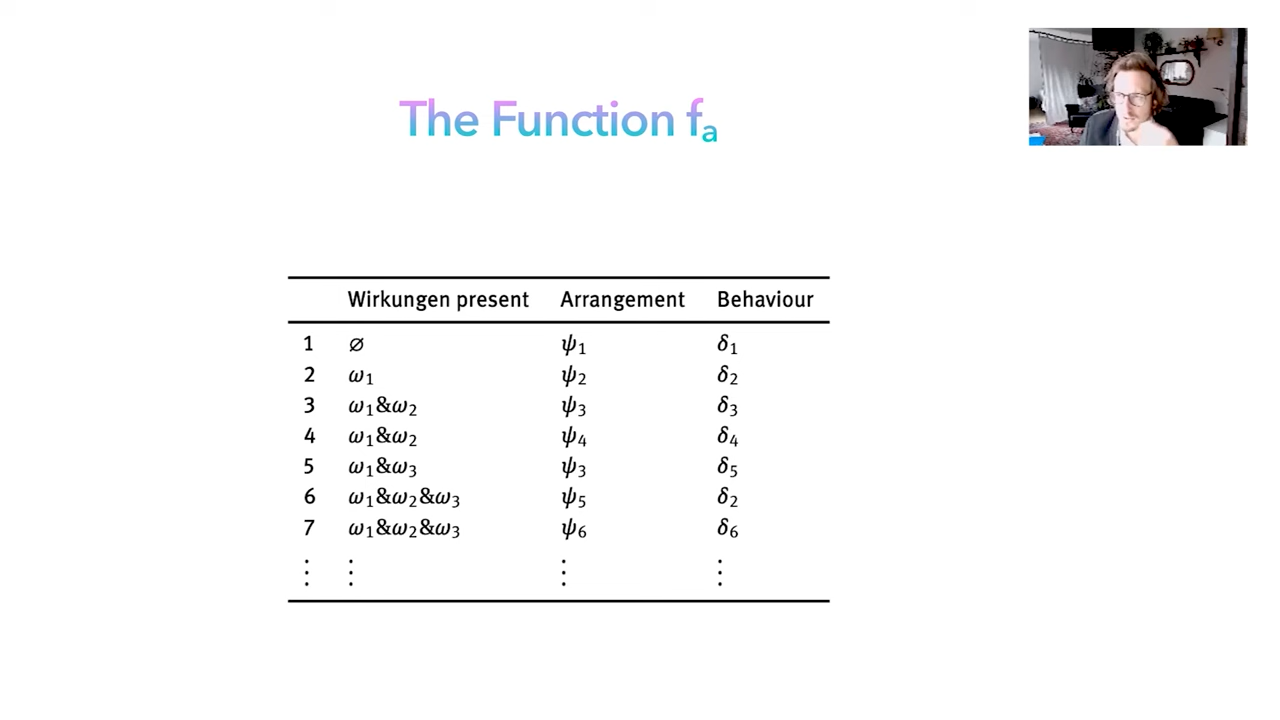 The Function fₐ
Wirkungen present Arrangement Behaviour
1 ∅ ψ₁ δ₁
2 ω₁ ψ₂ δ₂
3 ω₁&ω₂ ψ₃ δ₃
4 ω₁&ω₂ ψ₄ δ₄
5 ω₁&ω₃ ψ₃ δ₅
6 ω₁&ω₂&ω₃ ψ₅ δ₂
7 ω₁&ω₂&ω₃ ψ₆ δ₆
⋮ ⋮ ⋮ ⋮